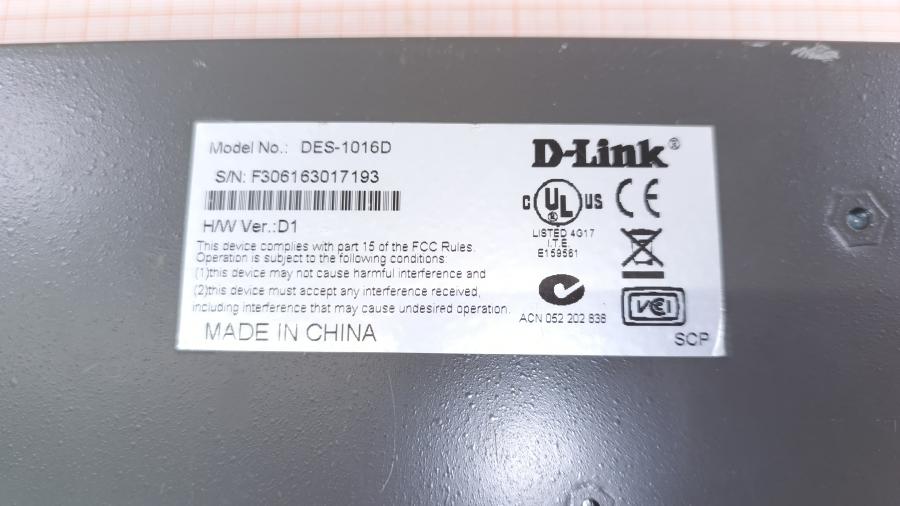 Model No.: DES-1016D
S/N: F306163017193
H/W Ver.:D1
This device complies with part 15 of the FCC Rules.
Operation is subject to the following conditions:
(1)this device may not cause harmful interference and
(2)this device must accept any interference received,
including interference that may cause undesired operation.
MADE IN CHINA
D-Link®
C UL US CE
LISTED 4G17
I.T.E.
E159561
ACN 052 202 838
VCI
SCP